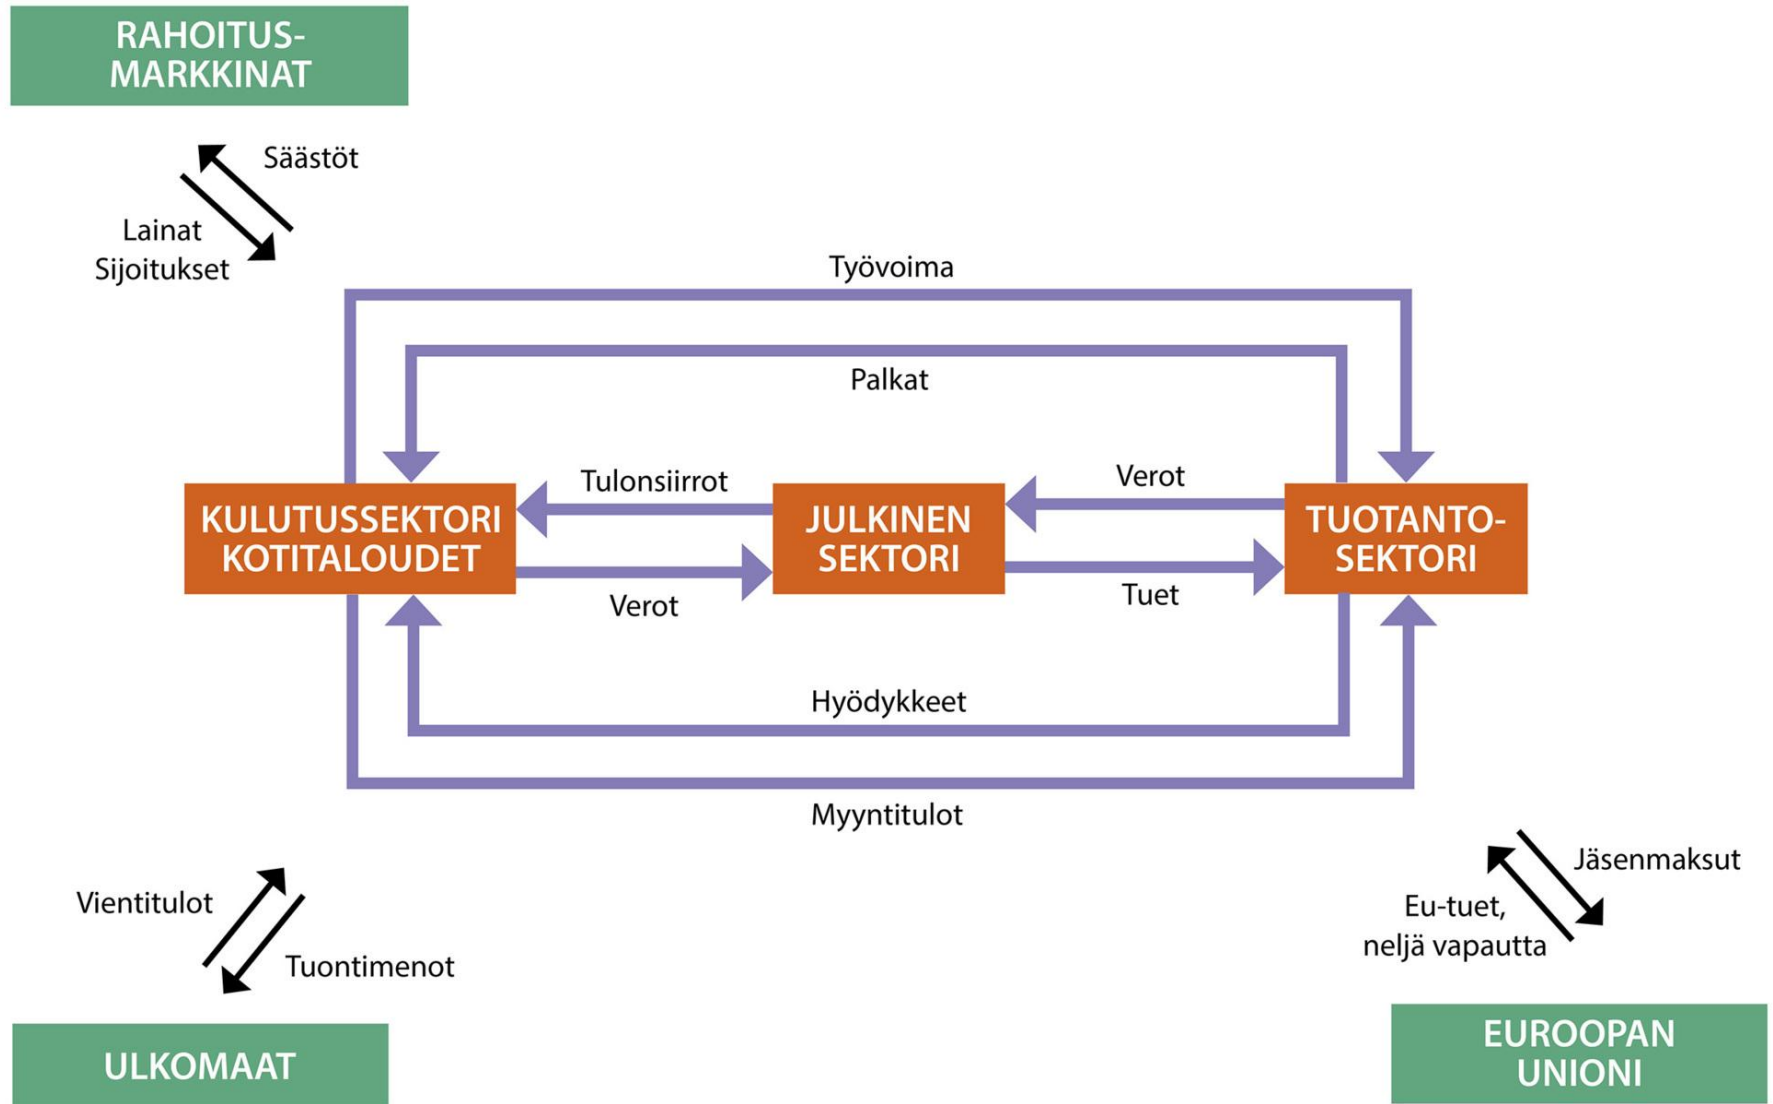 RAHOITUS-
MARKKINAT
Säästöt
Lainat
Sijoitukset
Työvoima
Palkat
Tulonsiirrot
Verot
KULUTUSSEKTORI
KOTITALOUDET
JULKINEN
SEKTORI
TUOTANTO-
SEKTORI
Verot
Tuet
Hyödykkeet
Myyntitulot
Vientitulot
Tuontimenot
Jäsenmaksut
Eu-tuet,
neljä vapautta
ULKOMAAT
EUROOPAN
UNIONI